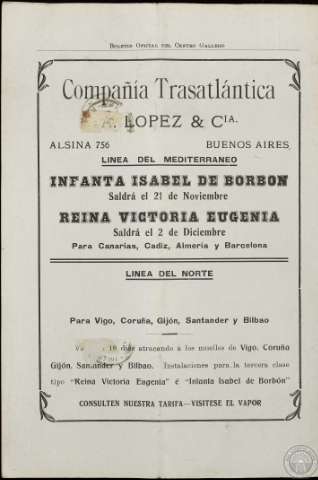 Boletin Oficial del Centro Gallego
Compañía Trasatlántica
A. LOPEZ & CIA.
ALSINA 756 BUENOS AIRES
LINEA DEL MEDITERRANEO
INFANTA ISABEL DE BORBON
Saldrá el 21 de Noviembre
REINA VICTORIA EUGENIA
Saldrá el 2 de Diciembre
Para Canarias, Cadiz, Almería y Barcelona
LINEA DEL NORTE
Para Vigo, Coruña, Gijón, Santander y Bilbao
atracando a los muelles de Vigo, Coruña
Gijón, Santander y Bilbao. Instalaciones para la tercera clase
tipo "Reina Victoria Eugenia" é "Infanta Isabel de Borbón"
CONSULTEN NUESTRA TARIFA—VISITESE EL VAPOR